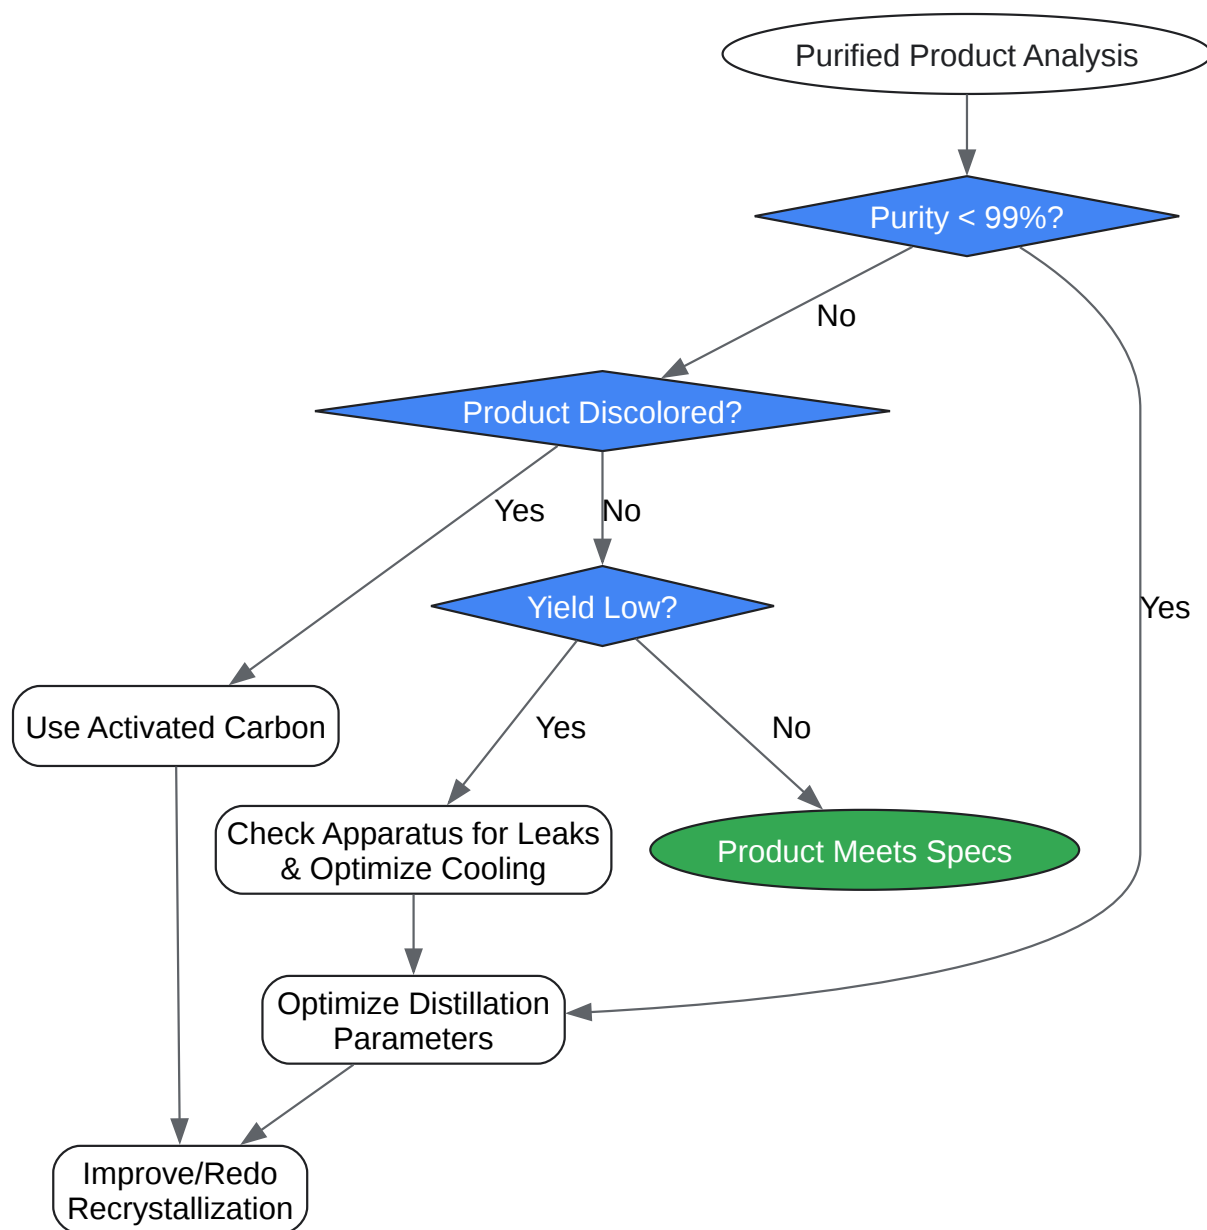 Purified Product Analysis
Purity < 99%?
No
Product Discolored?
Yes
No
Yield Low?
Yes
Use Activated Carbon
Yes
No
Check Apparatus for Leaks
& Optimize Cooling
Product Meets Specs
Optimize Distillation
Parameters
Improve/Redo
Recrystallization